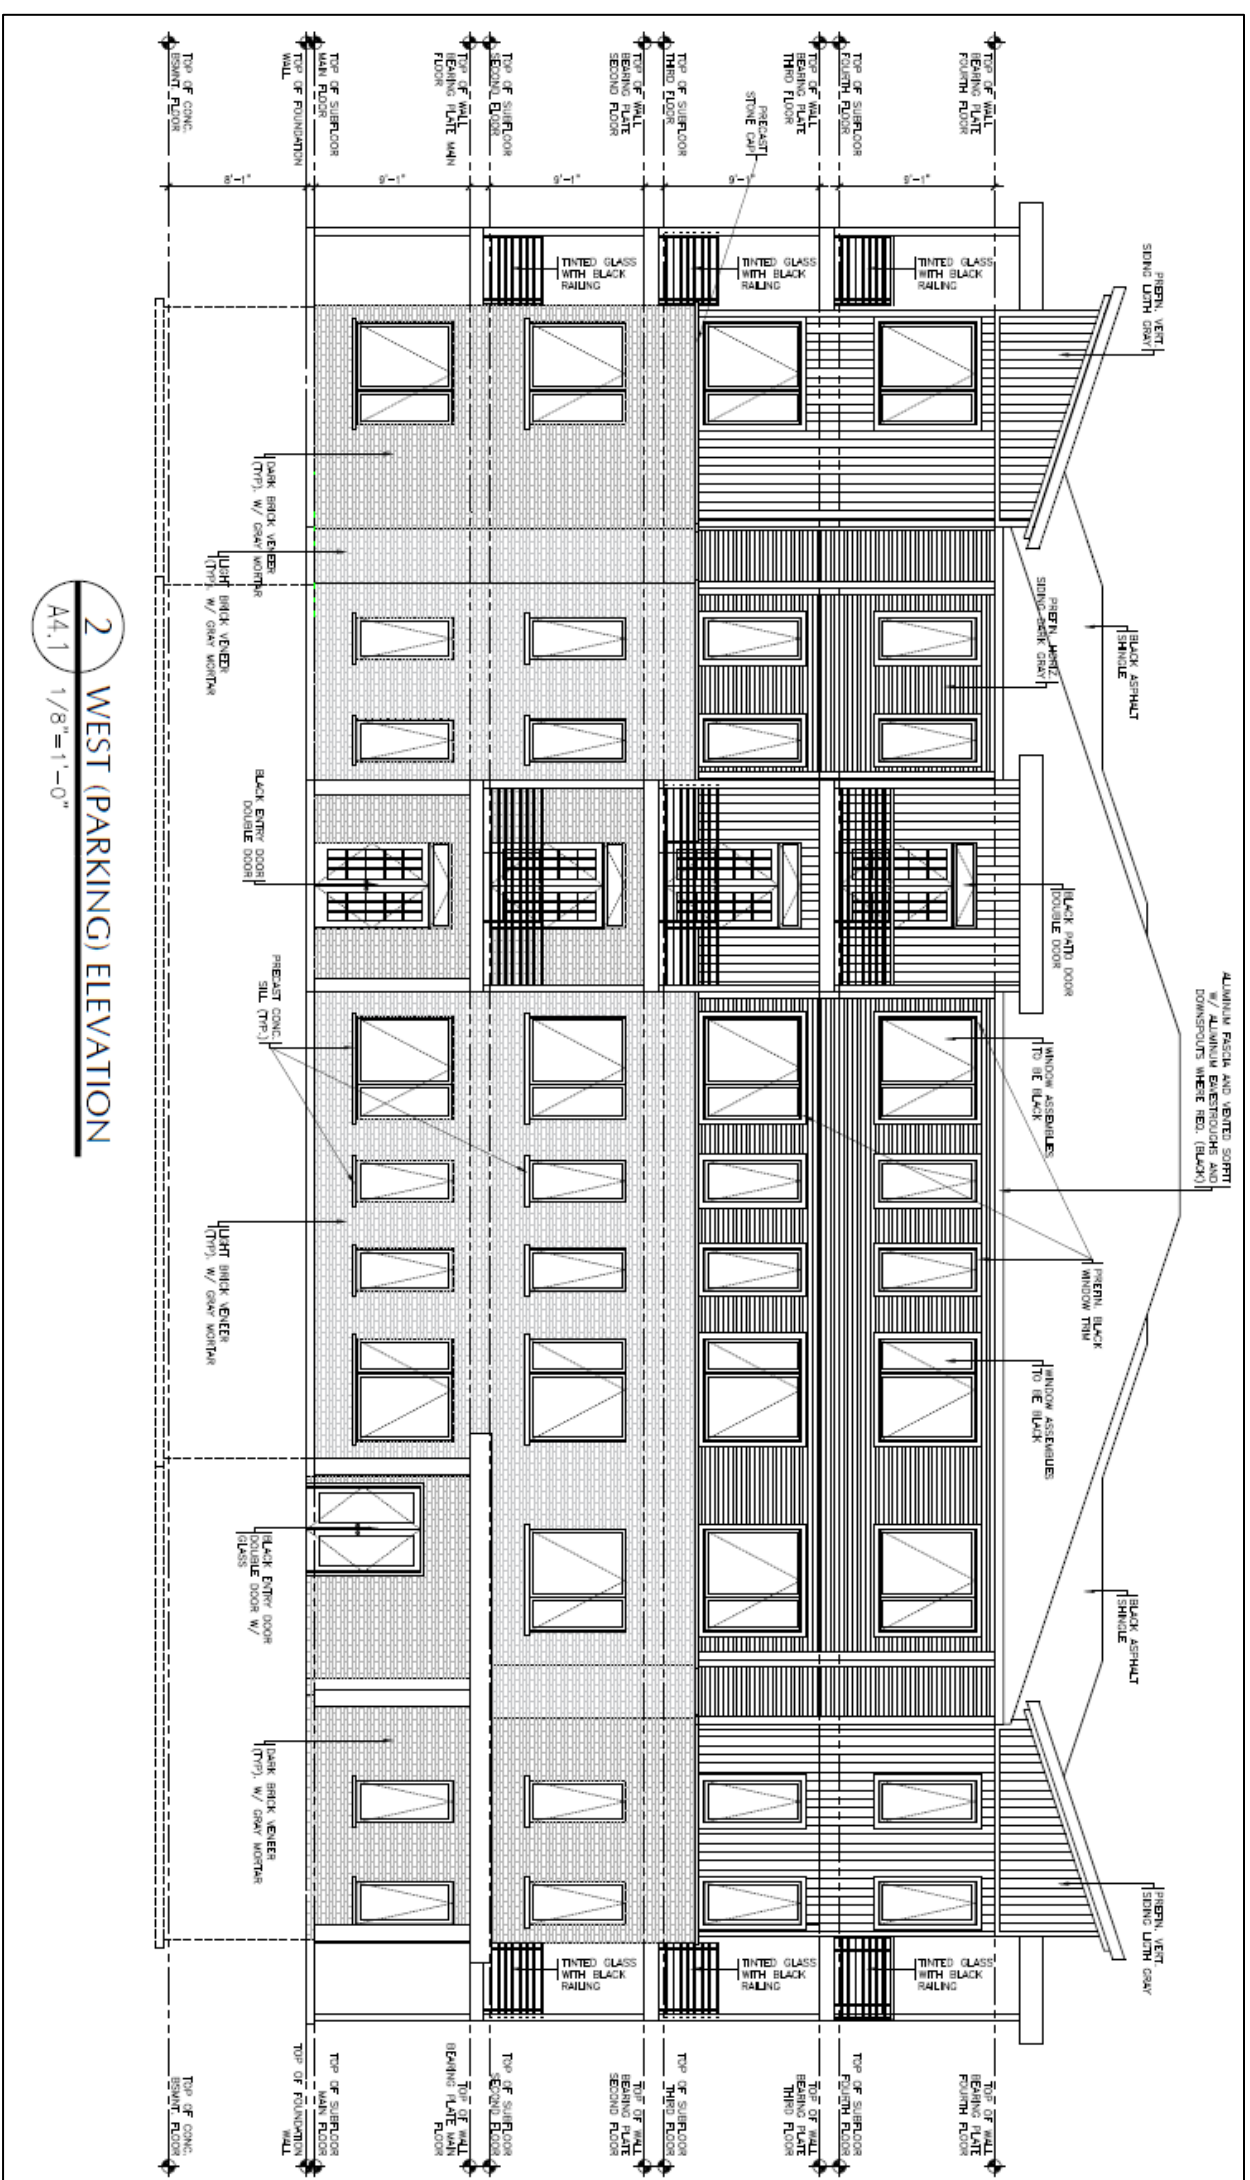 ALUMINUM FASCIA AND VENTED SOFFIT
W/ ALUMINUM EAVESTROUGHS AND
DOWNSPOUTS WHERE REQ. (BLACK)
PREFIN. VERT.
SIDING LIGTH GRAY
BLACK ASPHALT
SHINGLE
BLACK ASPHALT
SHINGLE
PREFIN. VERT.
SIDING LIGTH GRAY
PREFIN. BLACK
WINDOW TRIM
PREFIN. HORIZ.
SIDING DARK GRAY
BLACK PATIO DOOR
DOUBLE DOOR
WINDOW ASSEMBLIES
TO BE BLACK
WINDOW ASSEMBLIES
TO BE BLACK
TOP OF WALL
BEARING PLATE
FOURTH FLOOR
TOP OF WALL
BEARING PLATE
FOURTH FLOOR
9'-1"
TINTED GLASS
WITH BLACK
RAILING
TINTED GLASS
WITH BLACK
RAILING
TOP OF SUBFLOOR
FOURTH FLOOR
TOP OF SUBFLOOR
FOURTH FLOOR
TOP OF WALL
BEARING PLATE
THIRD FLOOR
TOP OF WALL
BEARING PLATE
THIRD FLOOR
PRECAST
STONE CAP
9'-1"
TINTED GLASS
WITH BLACK
RAILING
TINTED GLASS
WITH BLACK
RAILING
TOP OF SUBFLOOR
THIRD FLOOR
TOP OF SUBFLOOR
THIRD FLOOR
TOP OF WALL
BEARING PLATE
SECOND FLOOR
TOP OF WALL
BEARING PLATE
SECOND FLOOR
9'-1"
TINTED GLASS
WITH BLACK
RAILING
TINTED GLASS
WITH BLACK
RAILING
TOP OF SUBFLOOR
SECOND FLOOR
TOP OF SUBFLOOR
SECOND FLOOR
TOP OF WALL
BEARING PLATE MAIN
FLOOR
TOP OF WALL
BEARING PLATE MAIN
FLOOR
9'-1"
TOP OF SUBFLOOR
MAIN FLOOR
TOP OF SUBFLOOR
MAIN FLOOR
TOP OF FOUNDATION
WALL
TOP OF FOUNDATION
WALL
DARK BRICK VENEER
(TYP). W/ GRAY MORTAR
LIGHT BRICK VENEER
(TYP). W/ GRAY MORTAR
BLACK ENTRY DOOR
DOUBLE DOOR
PRECAST CONC.
SILL (TYP.)
LIGHT BRICK VENEER
(TYP). W/ GRAY MORTAR
BLACK ENTRY DOOR
DOUBLE DOOR W/
GLASS
DARK BRICK VENEER
(TYP). W/ GRAY MORTAR
TOP OF CONC.
BSMNT. FLOOR
TOP OF CONC.
BSMNT. FLOOR
2 WEST (PARKING) ELEVATION
A4.1 1/8"=1'-0"